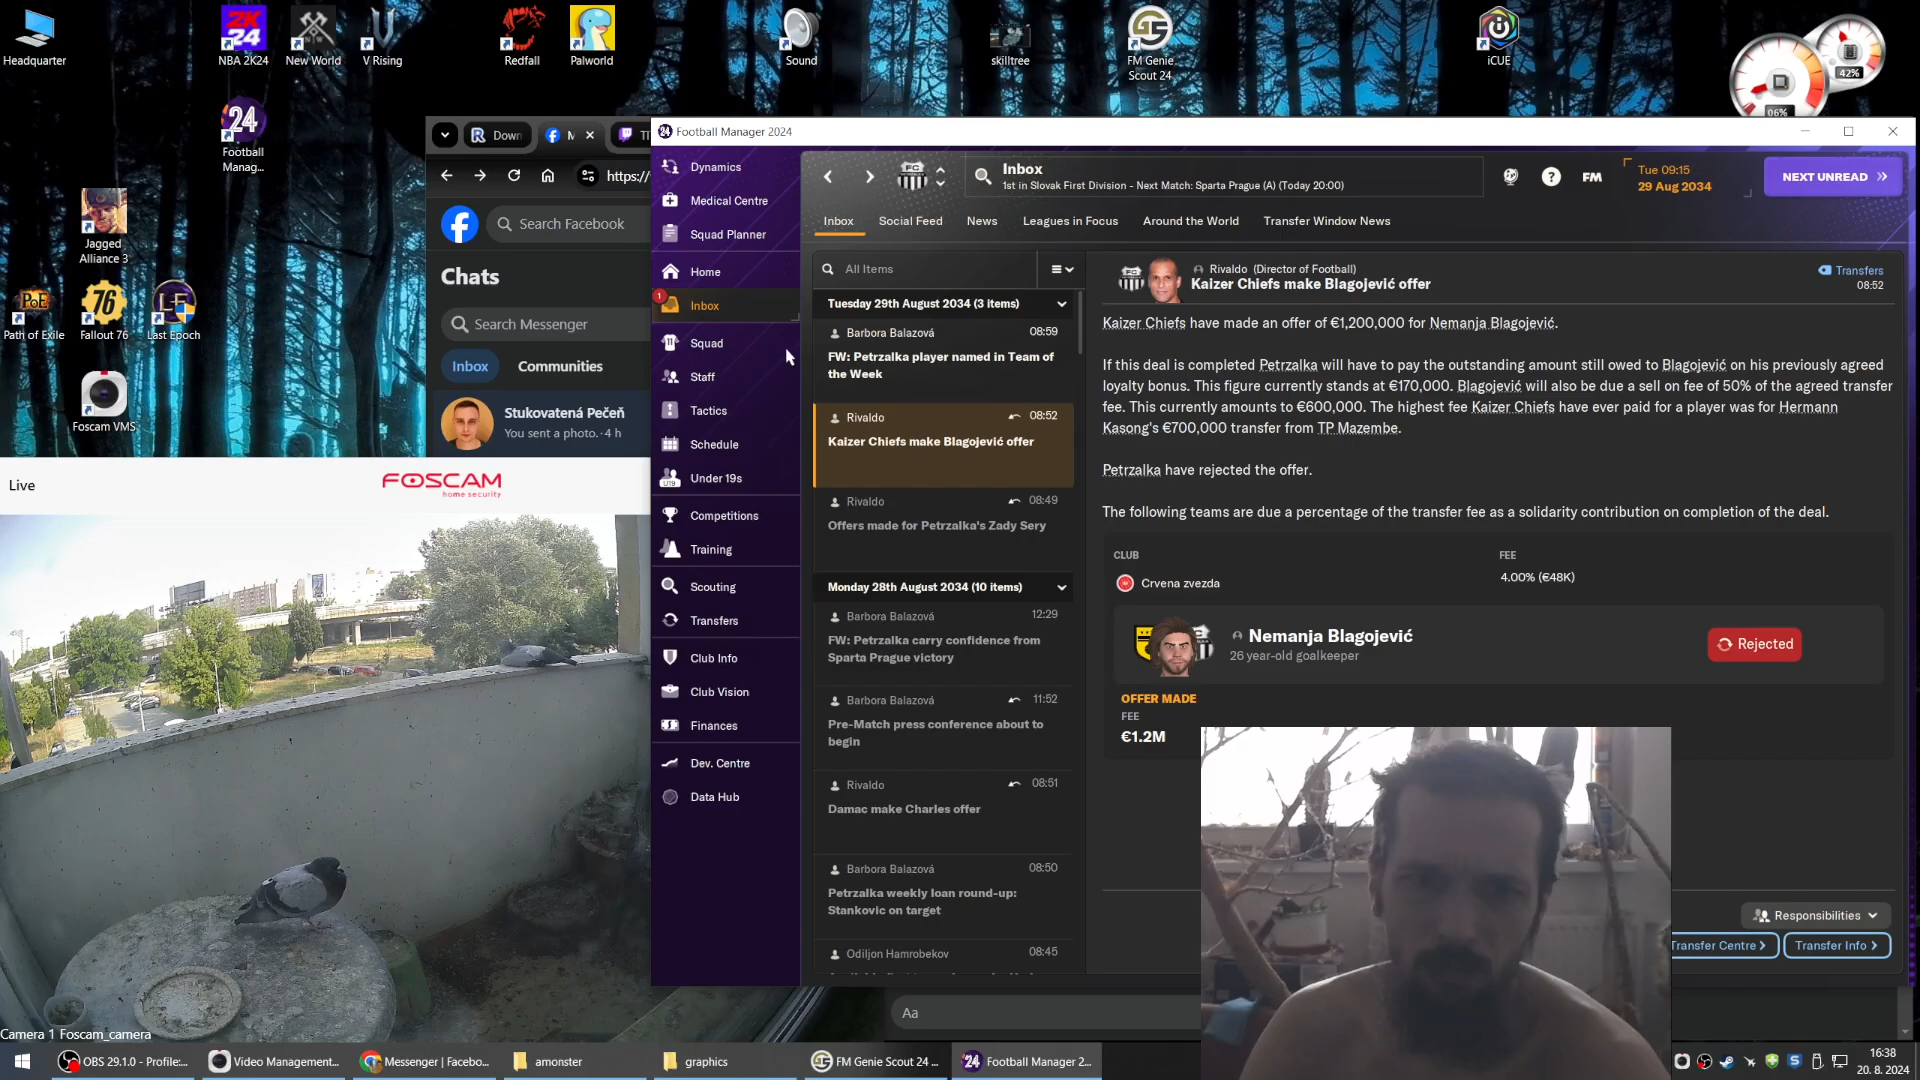 Headquarter
NBA 2K24
New World
V Rising
Redfall
Palworld
Sound
skilltree
FM Genie
Scout 24
iCUE
42%
06%
Football
Manag...
Jagged
Alliance 3
Path of Exile
Fallout 76
Last Epoch
Foscam VMS
Down
https://
Search Facebook
Chats
Search Messenger
Inbox
Communities
Stukovatená Pečeň
You sent a photo. · 4 h
Live
FOSCAM
home security
Camera 1 Foscam_camera
Football Manager 2024
Dynamics
Medical Centre
Squad Planner
Home
1
Inbox
Squad
Staff
Tactics
Schedule
Under 19s
Competitions
Training
Scouting
Transfers
Club Info
Club Vision
Finances
Dev. Centre
Data Hub
Inbox
1st in Slovak First Division - Next Match: Sparta Prague (A) (Today 20:00)
FM
Tue 09:15
29 Aug 2034
NEXT UNREAD
Inbox
Social Feed
News
Leagues in Focus
Around the World
Transfer Window News
All Items
Tuesday 29th August 2034 (3 items)
Barbora Balazová 08:59
FW: Petrzalka player named in Team of
the Week
Rivaldo 08:52
Kaizer Chiefs make Blagojević offer
Rivaldo 08:49
Offers made for Petrzalka's Zady Sery
Monday 28th August 2034 (10 items)
Barbora Balazová 12:29
FW: Petrzalka carry confidence from
Sparta Prague victory
Barbora Balazová 11:52
Pre-Match press conference about to
begin
Rivaldo 08:51
Damac make Charles offer
Barbora Balazová 08:50
Petrzalka weekly loan round-up:
Stankovic on target
Odiljon Hamrobekov 08:45
Rivaldo (Director of Football)
Kaizer Chiefs make Blagojević offer
Transfers
08:52
Kaizer Chiefs have made an offer of €1,200,000 for Nemanja Blagojević.
If this deal is completed Petrzalka will have to pay the outstanding amount still owed to Blagojević on his previously agreed
loyalty bonus. This figure currently stands at €170,000. Blagojević will also be due a sell on fee of 50% of the agreed transfer
fee. This currently amounts to €600,000. The highest fee Kaizer Chiefs have ever paid for a player was for Hermann
Kasong's €700,000 transfer from TP Mazembe.
Petrzalka have rejected the offer.
The following teams are due a percentage of the transfer fee as a solidarity contribution on completion of the deal.
CLUB
FEE
Crvena zvezda
4.00% (€48K)
Nemanja Blagojević
26 year-old goalkeeper
Rejected
OFFER MADE
FEE
€1.2M
Responsibilities
Transfer Centre
Transfer Info
Aa
OBS 29.1.0 - Profile:...
Video Management...
Messenger | Facebo...
amonster
graphics
FM Genie Scout 24 ...
Football Manager 2...
16:38
20. 8. 2024